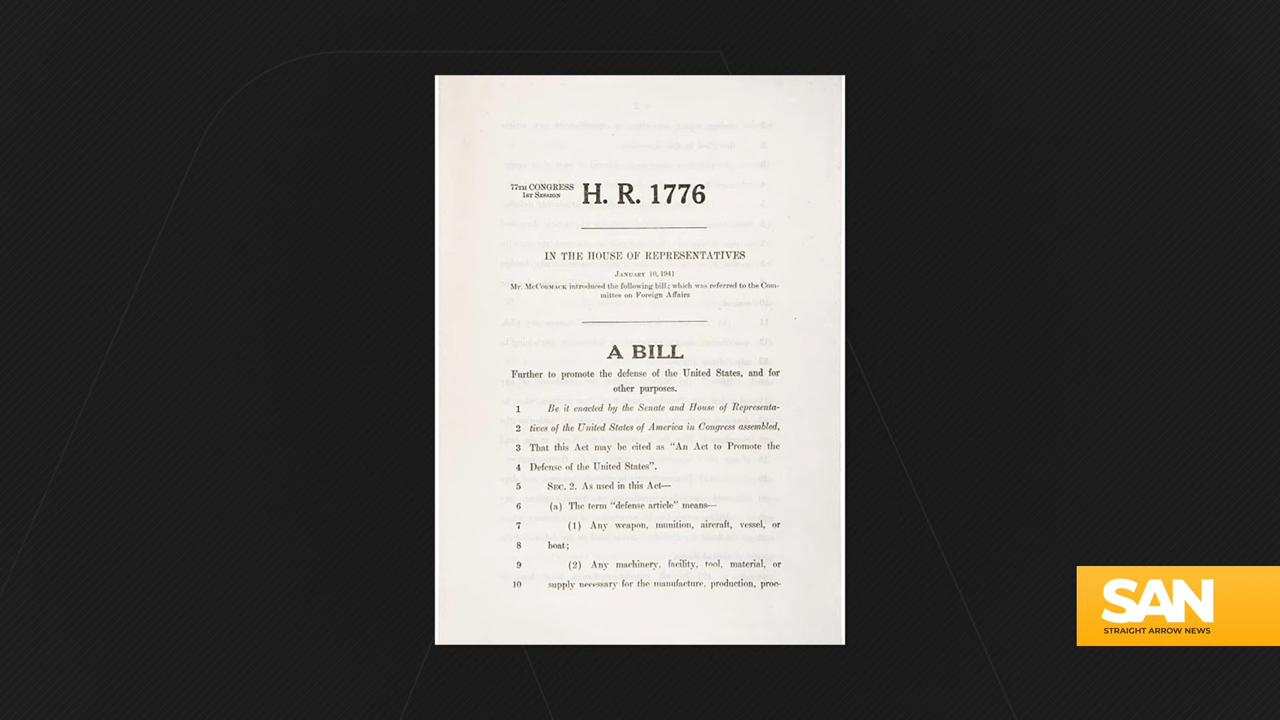 77TH CONGRESS
1ST SESSION
H. R. 1776
IN THE HOUSE OF REPRESENTATIVES
JANUARY 10, 1941
Mr. MCCORMACK introduced the following bill; which was referred to the Com-
mittee on Foreign Affairs
A BILL
Further to promote the defense of the United States, and for
other purposes.
1 Be it enacted by the Senate and House of Representa-
2 tives of the United States of America in Congress assembled,
3 That this Act may be cited as "An Act to Promote the
4 Defense of the United States".
5 SEC. 2. As used in this Act—
6 (a) The term "defense article" means—
7 (1) Any weapon, munition, aircraft, vessel, or
8 boat;
9 (2) Any machinery, facility, tool, material, or
10 supply necessary for the manufacture, production, proc-
SAN
STRAIGHT ARROW NEWS